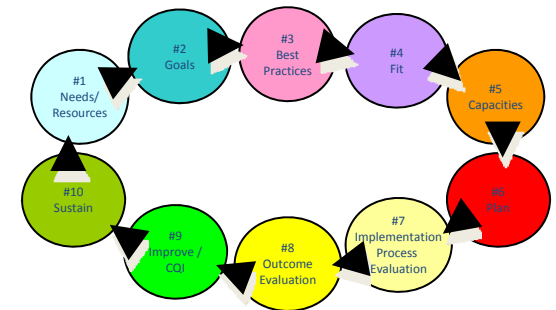 #1
Needs/
Resources
#2
Goals
#3
Best
Practices
#4
Fit
#5
Capacities
#6
Plan
#7
Implementation
Process
Evaluation
#8
Outcome
Evaluation
#9
Improve /
CQI
#10
Sustain